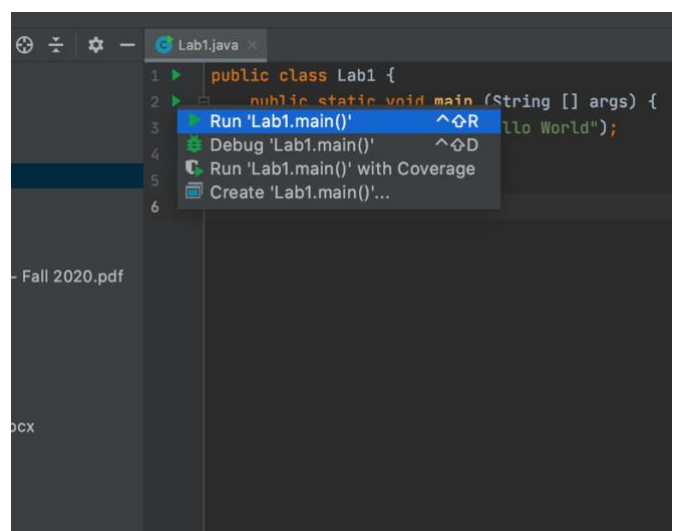 Lab1.java
1 public class Lab1 {
2 public static void main (String [] args) {
3 llo World");
4
5
6
Run 'Lab1.main()' ^⇧R
Debug 'Lab1.main()' ^⇧D
Run 'Lab1.main()' with Coverage
Create 'Lab1.main()'...
- Fall 2020.pdf
ocx